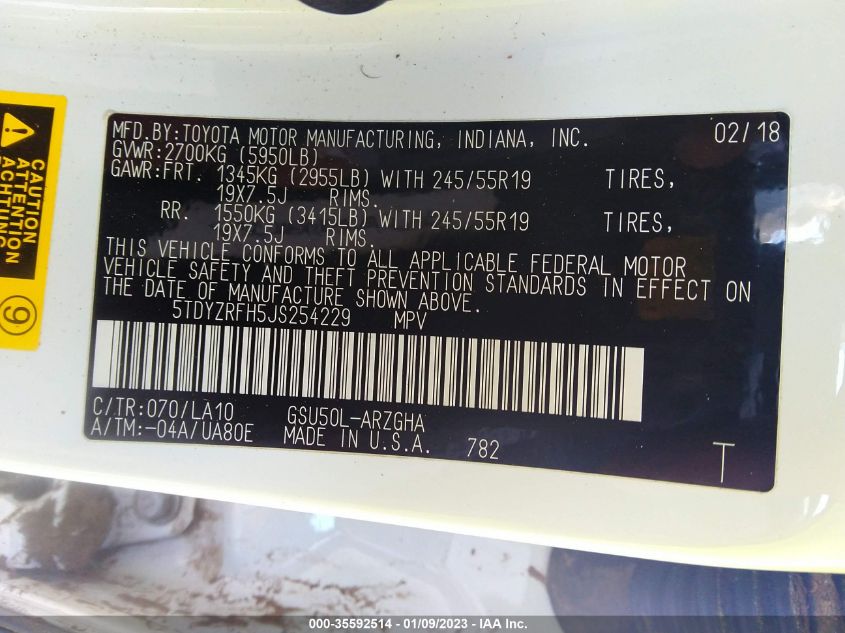 MFD.BY:TOYOTA MOTOR MANUFACTURING, INDIANA, INC. 02/18
GVWR:2700KG (5950LB)
GAWR:FRT. 1345KG (2955LB) WITH 245/55R19 TIRES,
19X7.5J RIMS.
RR. 1550KG (3415LB) WITH 245/55R19 TIRES,
19X7.5J RIMS.
THIS VEHICLE CONFORMS TO ALL APPLICABLE FEDERAL MOTOR
VEHICLE SAFETY AND THEFT PREVENTION STANDARDS IN EFFECT ON
THE DATE OF MANUFACTURE SHOWN ABOVE.
5TDYZRFH5JS254229 MPV
C/TR:070/LA10 GSU50L-ARZGHA
A/TM:-04A/UA80E MADE IN U.S.A. 782
T
CAUTION
ATTENTION
ACHTUNG
9
000-35592514 - 01/09/2023 - IAA Inc.